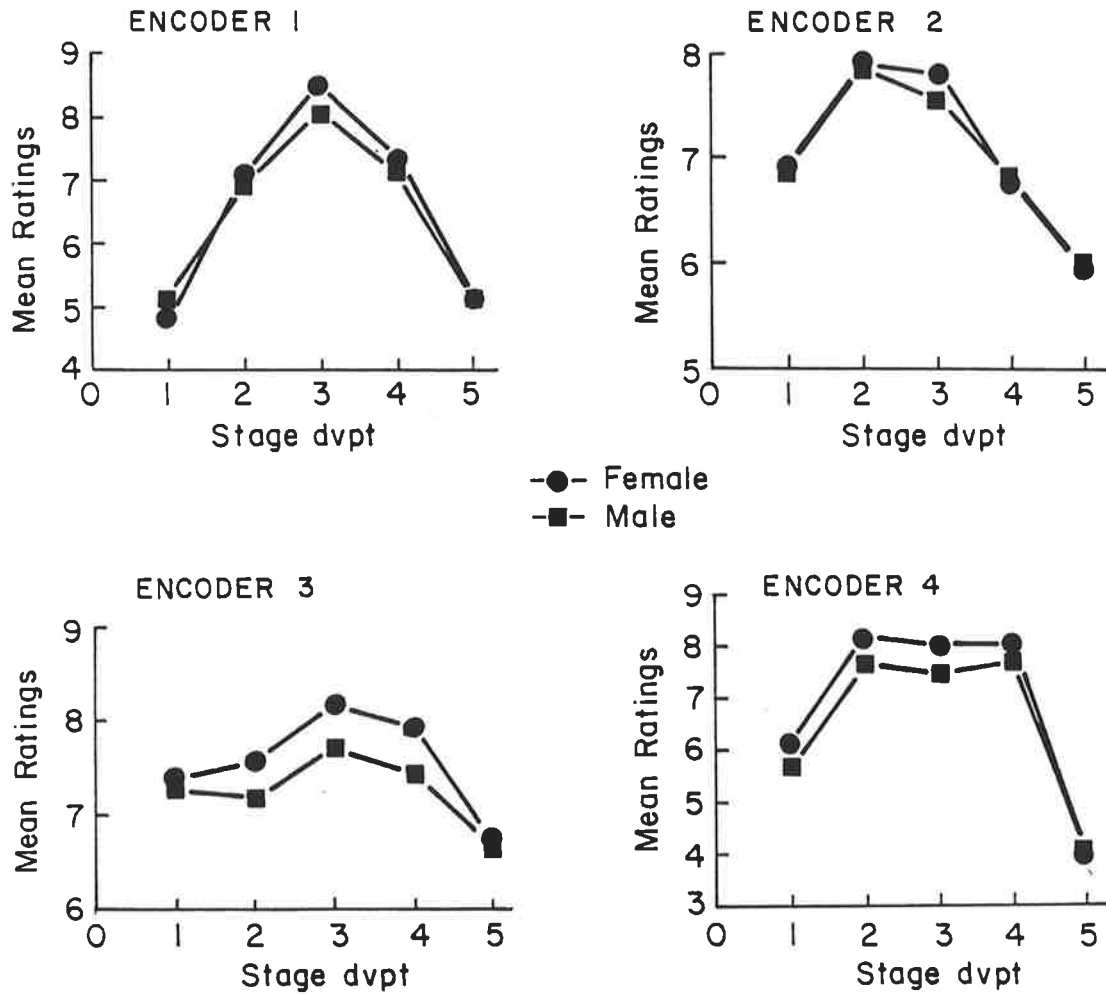 ENCODER 1
Mean Ratings
9
8
7
6
5
4
0 1 2 3 4 5
Stage dvpt
ENCODER 2
Mean Ratings
8
7
6
5
0 1 2 3 4 5
Stage dvpt
Female
Male
ENCODER 3
Mean Ratings
9
8
7
6
0 1 2 3 4 5
Stage dvpt
ENCODER 4
Mean Ratings
9
8
7
6
5
4
3
0 1 2 3 4 5
Stage dvpt